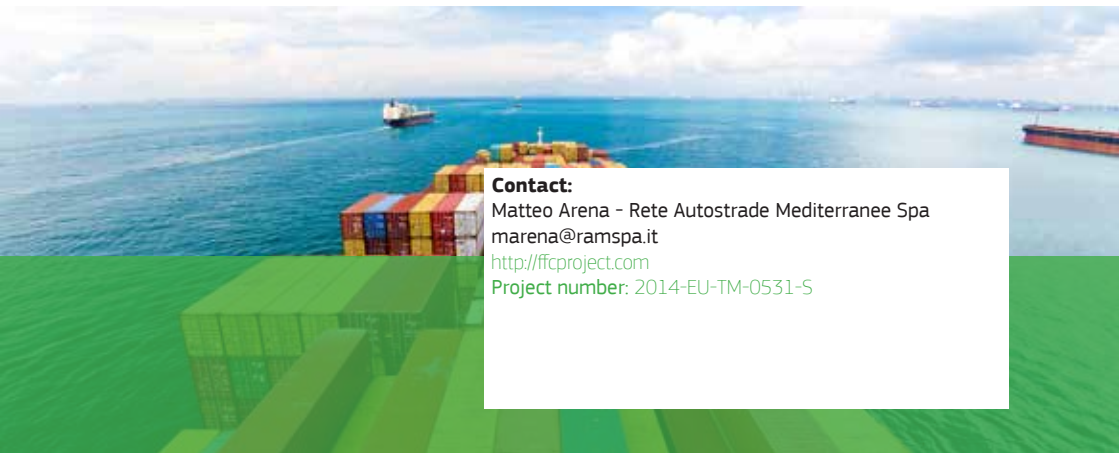 Contact:
Matteo Arena - Rete Autostrade Mediterranee Spa
marena@ramspa.it
http://ffcproject.com
Project number: 2014-EU-TM-0531-S